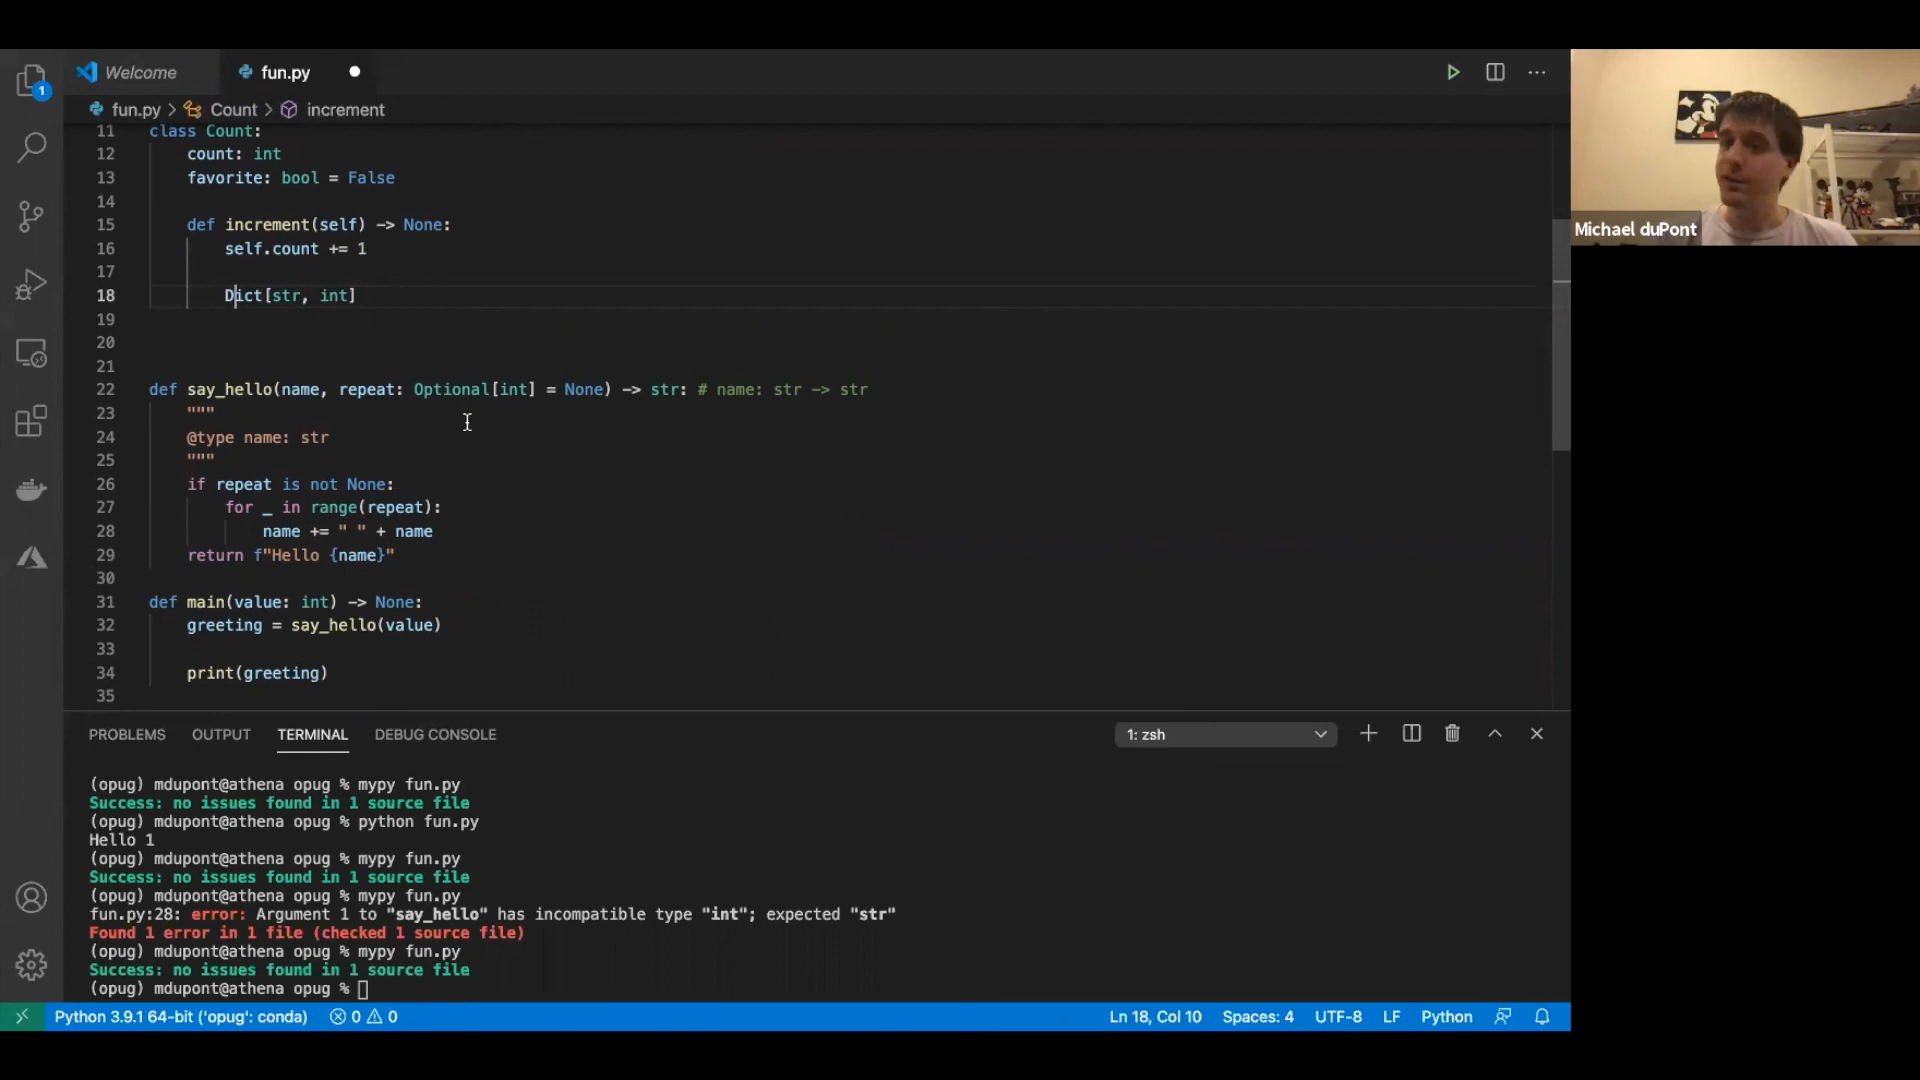 1
Welcome
fun.py
fun.py > Count > increment
11 class Count:
12 count: int
13 favorite: bool = False
14
15 def increment(self) -> None:
16 self.count += 1
17
18 Dict[str, int]
19
20
21
22 def say_hello(name, repeat: Optional[int] = None) -> str: # name: str -> str
23 """
24 @type name: str
25 """
26 if repeat is not None:
27 for _ in range(repeat):
28 name += " " + name
29 return f"Hello {name}"
30
31 def main(value: int) -> None:
32 greeting = say_hello(value)
33
34 print(greeting)
35
Michael duPont
PROBLEMS OUTPUT TERMINAL DEBUG CONSOLE 1: zsh
(opug) mdupont@athena opug % mypy fun.py
Success: no issues found in 1 source file
(opug) mdupont@athena opug % python fun.py
Hello 1
(opug) mdupont@athena opug % mypy fun.py
Success: no issues found in 1 source file
(opug) mdupont@athena opug % mypy fun.py
fun.py:28: error: Argument 1 to "say_hello" has incompatible type "int"; expected "str"
Found 1 error in 1 file (checked 1 source file)
(opug) mdupont@athena opug % mypy fun.py
Success: no issues found in 1 source file
(opug) mdupont@athena opug %
Python 3.9.1 64-bit ('opug': conda) 0 0 Ln 18, Col 10 Spaces: 4 UTF-8 LF Python